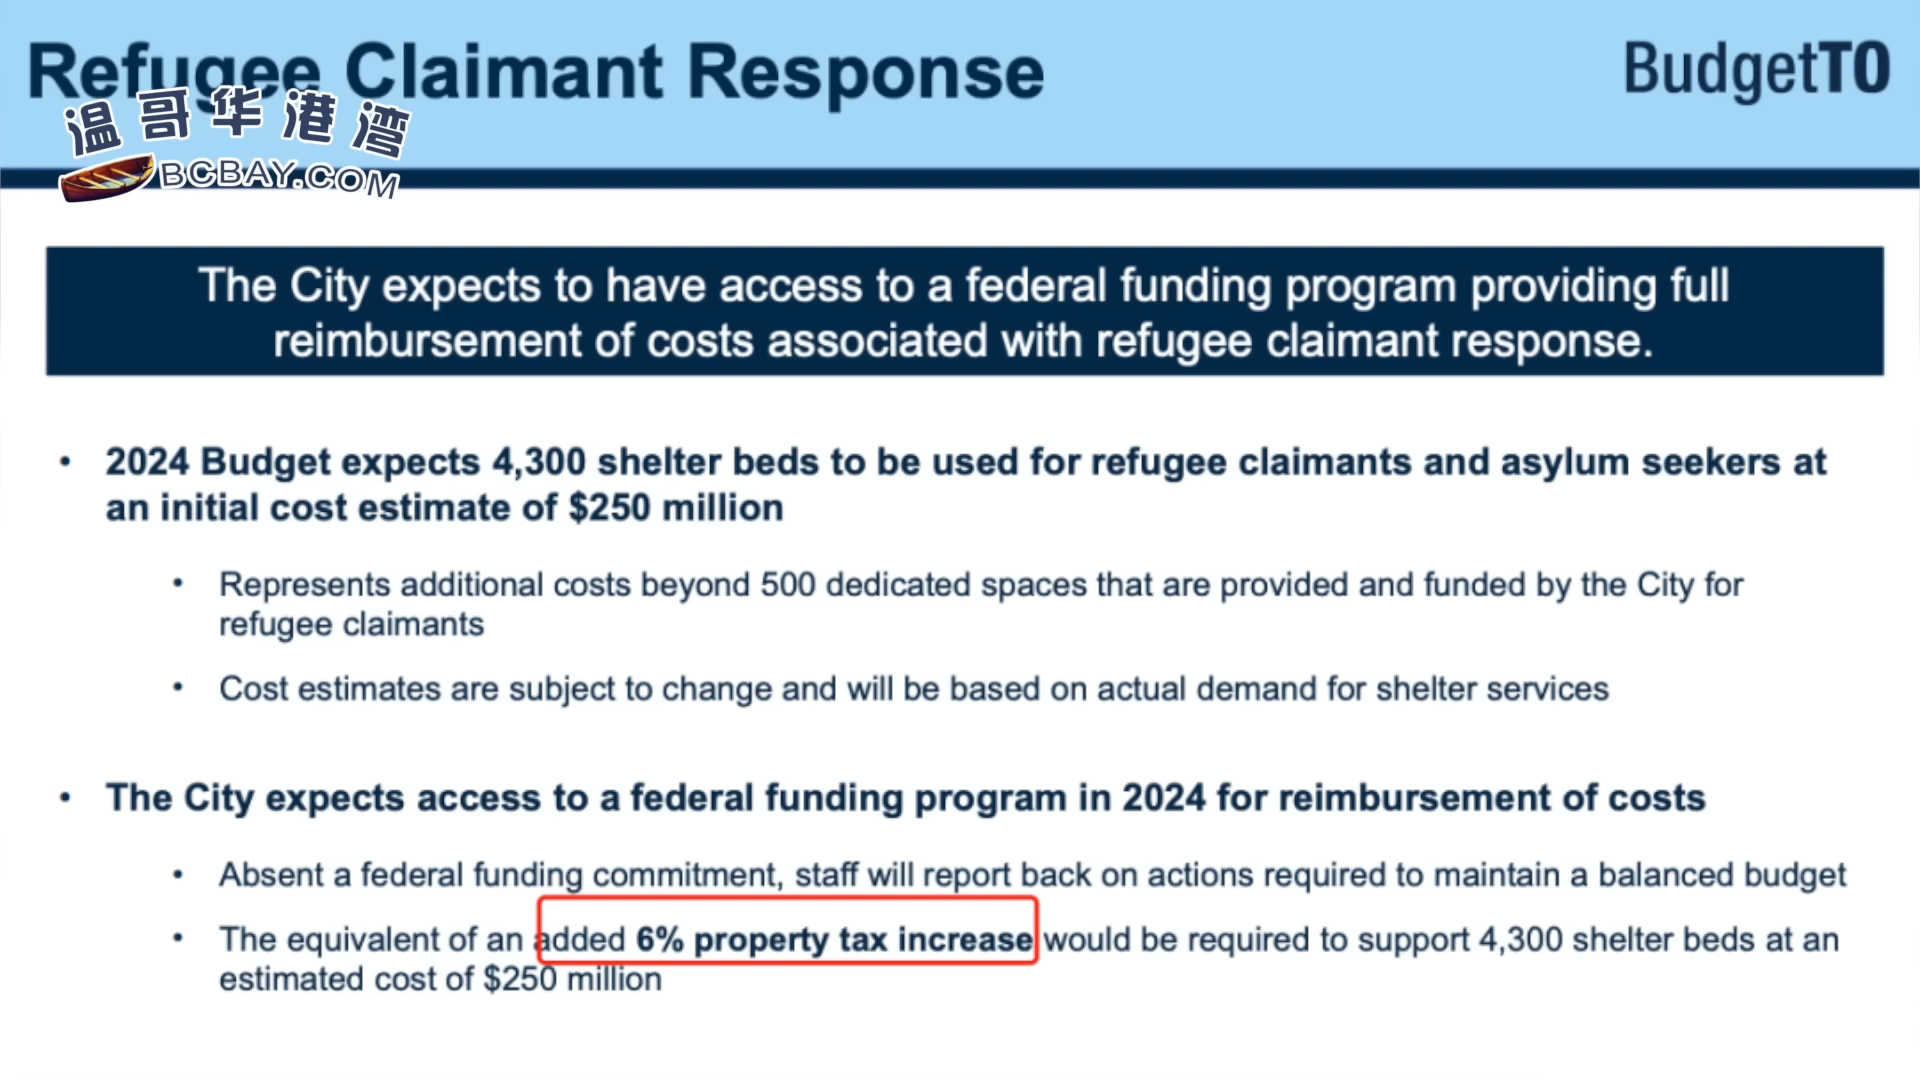 Refugee Claimant Response
BudgetTO
温哥华港湾
BCBAY.COM
The City expects to have access to a federal funding program providing full
reimbursement of costs associated with refugee claimant response.
• 2024 Budget expects 4,300 shelter beds to be used for refugee claimants and asylum seekers at
an initial cost estimate of $250 million
• Represents additional costs beyond 500 dedicated spaces that are provided and funded by the City for
refugee claimants
• Cost estimates are subject to change and will be based on actual demand for shelter services
• The City expects access to a federal funding program in 2024 for reimbursement of costs
• Absent a federal funding commitment, staff will report back on actions required to maintain a balanced budget
• The equivalent of an added 6% property tax increase would be required to support 4,300 shelter beds at an
estimated cost of $250 million